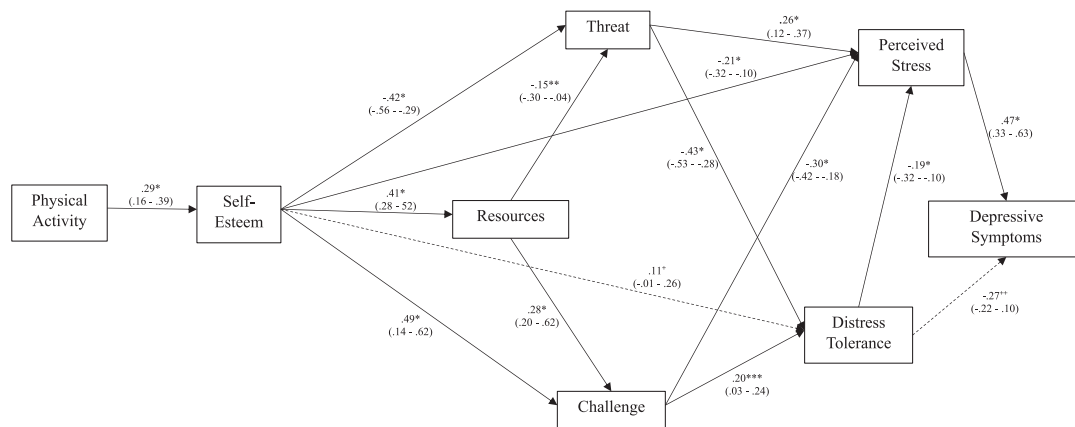 Threat
.26*
(.12 - .37)
Perceived
Stress
-.21*
(-.32 - -.10)
-.42*
(-.56 - -.29)
-.15**
(-.30 - -.04)
.47*
(.33 - .63)
-.43*
(-.53 - -.28)
-.30*
(-.42 - -.18)
-.19*
(-.32 - -.10)
Physical
Activity
.29*
(.16 - .39)
Self-
Esteem
.41*
(.28 - 52)
Resources
Depressive
Symptoms
.11⁺
(-.01 - .26)
-.27⁺⁺
(-.22 - .10)
.49*
(.14 - .62)
.28*
(.20 - .62)
Distress
Tolerance
.20***
(.03 - .24)
Challenge